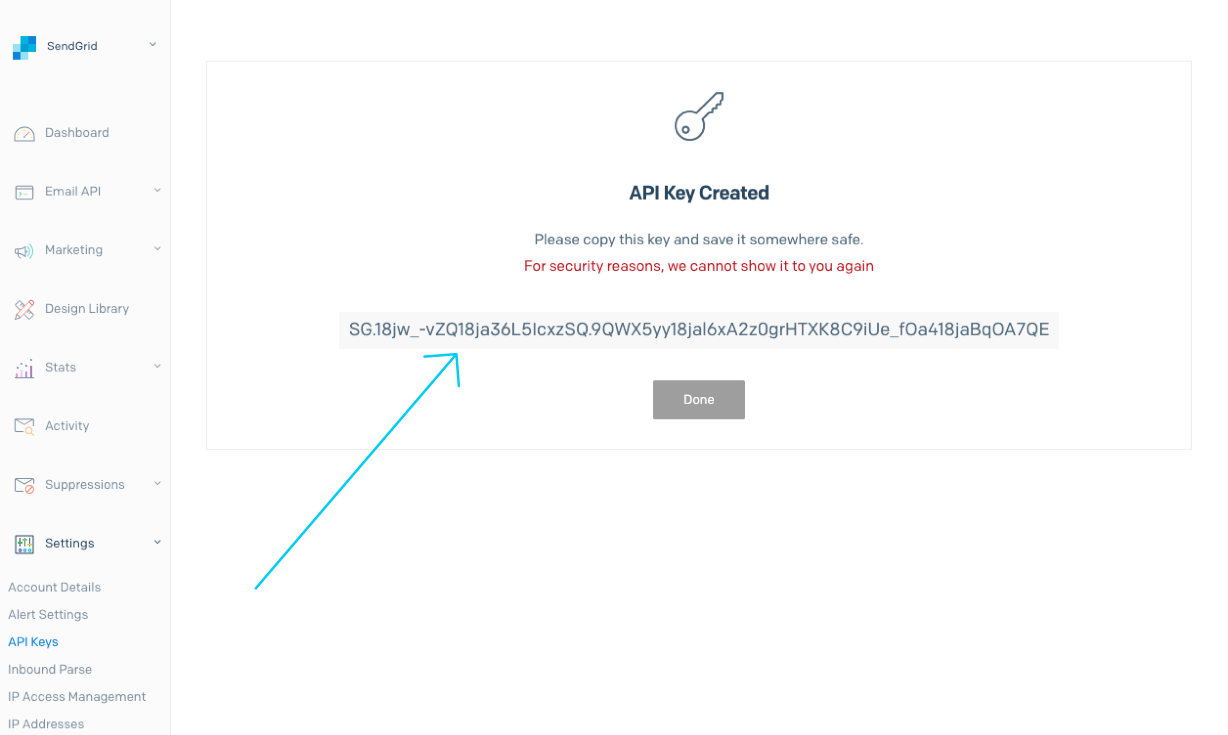 SendGrid
Dashboard
Email API
Marketing
Design Library
Stats
Activity
Suppressions
Settings
Account Details
Alert Settings
API Keys
Inbound Parse
IP Access Management
IP Addresses
API Key Created
Please copy this key and save it somewhere safe.
For security reasons, we cannot show it to you again
SG.18jw_-vZQ18ja36L5IcxzSQ.9QWX5yy18jal6xA2z0grHTXK8C9iUe_fOa418jaBqOA7QE
Done